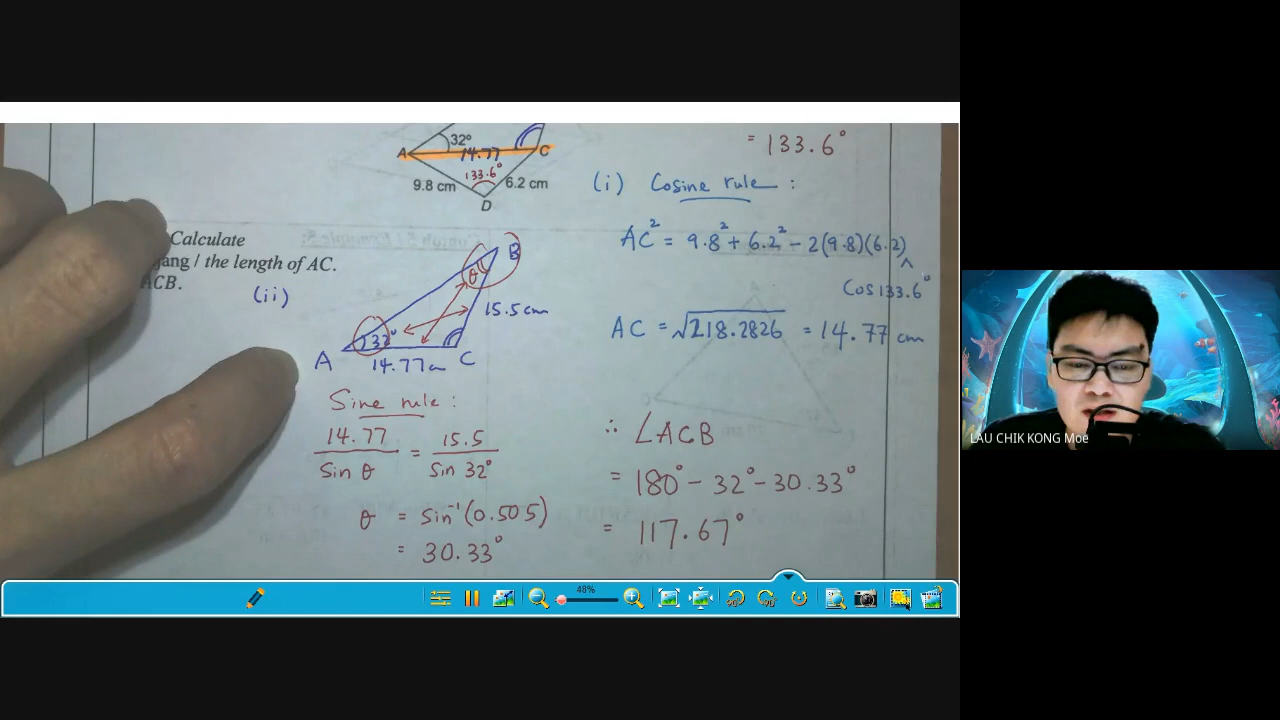 = 133.6°
32°
A 14.77 C
133.6°
9.8 cm 6.2 cm
D
(i) Cosine rule :
AC² = 9.8² + 6.2² - 2(9.8)(6.2)
Cos 133.6°
AC = √218.2826 = 14.77 cm
Calculate
jang / the length of AC.
ACB.
(ii)
B
θ
15.5 cm
32°
A C
14.77 cm
Sine rule :
14.77 = 15.5
Sin θ Sin 32°
θ = Sin⁻¹(0.505)
= 30.33°
∴ ∠ACB
= 180° - 32° - 30.33°
= 117.67°
48%
LAU CHIK KONG Moe